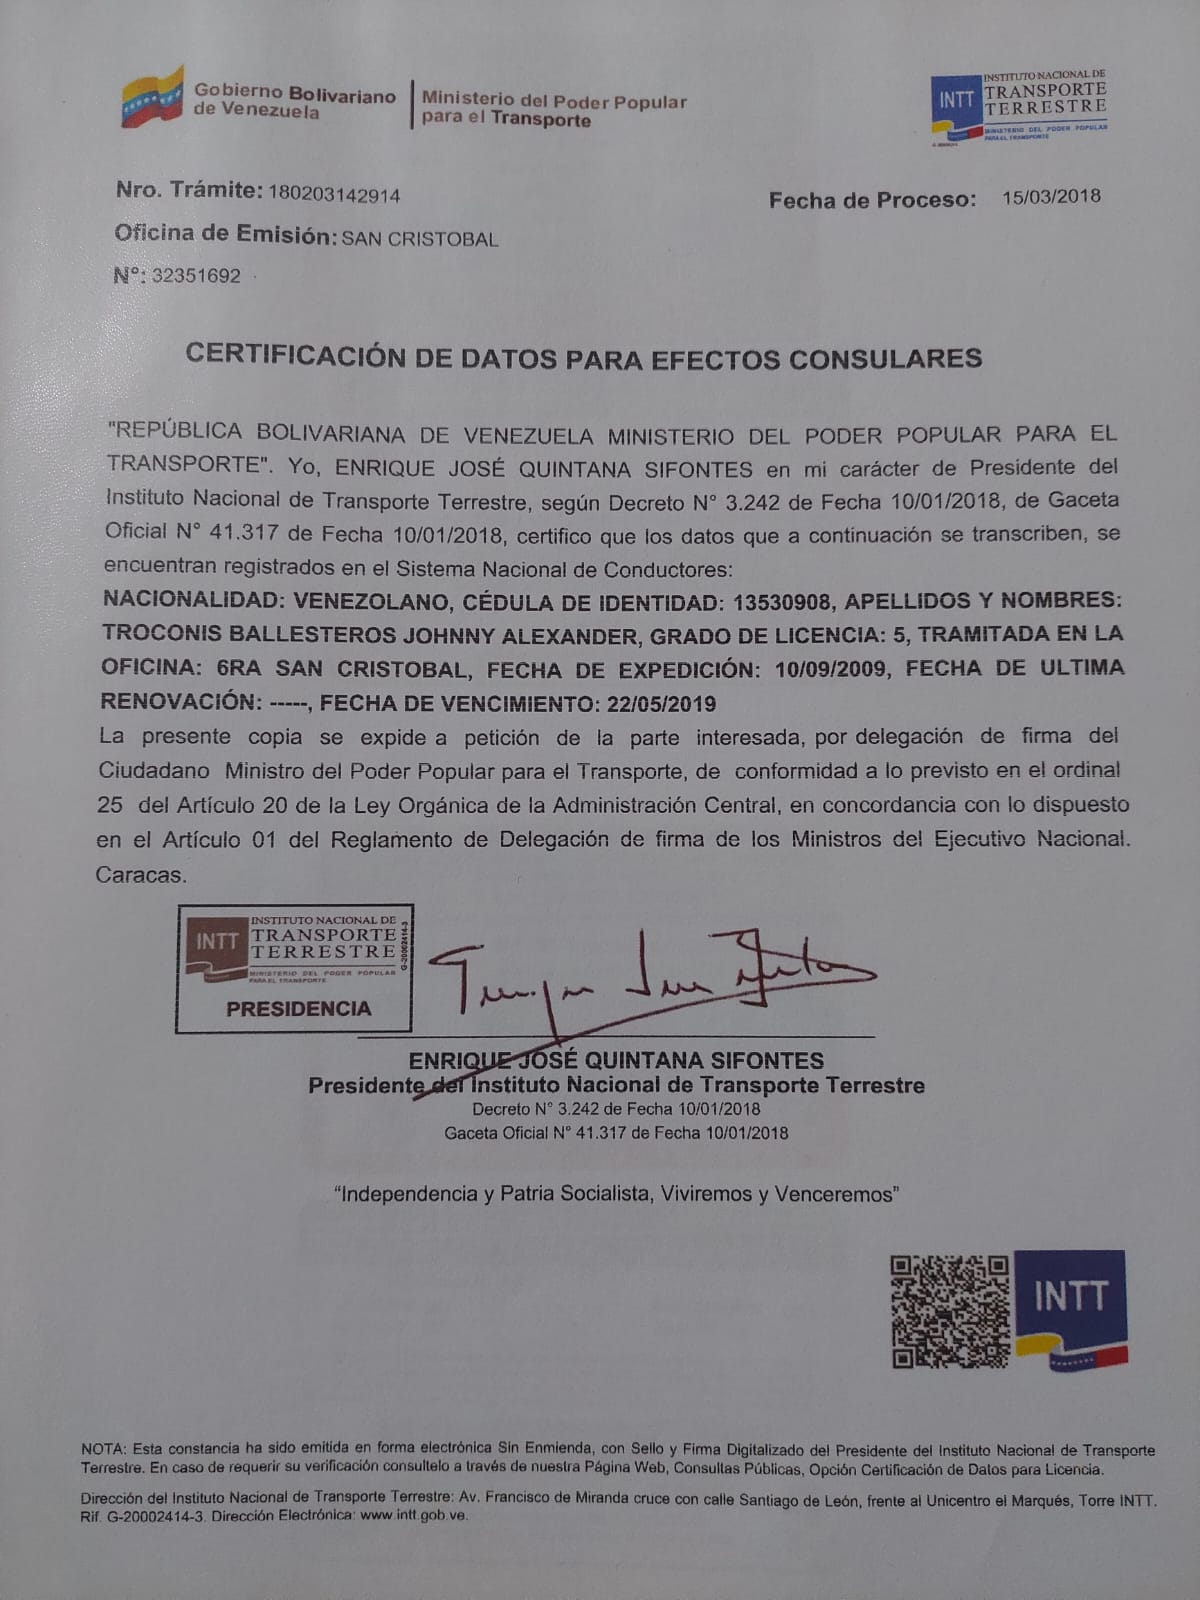 Gobierno Bolivariano
de Venezuela
Ministerio del Poder Popular
para el Transporte
INTT
INSTITUTO NACIONAL DE
TRANSPORTE
TERRESTRE
MINISTERIO DEL PODER POPULAR
PARA EL TRANSPORTE
Nro. Trámite: 180203142914
Fecha de Proceso: 15/03/2018
Oficina de Emisión: SAN CRISTOBAL
N°: 32351692
CERTIFICACIÓN DE DATOS PARA EFECTOS CONSULARES
"REPÚBLICA BOLIVARIANA DE VENEZUELA MINISTERIO DEL PODER POPULAR PARA EL
TRANSPORTE". Yo, ENRIQUE JOSÉ QUINTANA SIFONTES en mi carácter de Presidente del
Instituto Nacional de Transporte Terrestre, según Decreto N° 3.242 de Fecha 10/01/2018, de Gaceta
Oficial N° 41.317 de Fecha 10/01/2018, certifico que los datos que a continuación se transcriben, se
encuentran registrados en el Sistema Nacional de Conductores:
NACIONALIDAD: VENEZOLANO, CÉDULA DE IDENTIDAD: 13530908, APELLIDOS Y NOMBRES:
TROCONIS BALLESTEROS JOHNNY ALEXANDER, GRADO DE LICENCIA: 5, TRAMITADA EN LA
OFICINA: 6RA SAN CRISTOBAL, FECHA DE EXPEDICIÓN: 10/09/2009, FECHA DE ULTIMA
RENOVACIÓN: -----, FECHA DE VENCIMIENTO: 22/05/2019
La presente copia se expide a petición de la parte interesada, por delegación de firma del
Ciudadano Ministro del Poder Popular para el Transporte, de conformidad a lo previsto en el ordinal
25 del Artículo 20 de la Ley Orgánica de la Administración Central, en concordancia con lo dispuesto
en el Artículo 01 del Reglamento de Delegación de firma de los Ministros del Ejecutivo Nacional.
Caracas.
INTT
INSTITUTO NACIONAL DE
TRANSPORTE
TERRESTRE
MINISTERIO DEL PODER POPULAR
PARA EL TRANSPORTE
G-20002414-3
PRESIDENCIA
ENRIQUE JOSÉ QUINTANA SIFONTES
Presidente del Instituto Nacional de Transporte Terrestre
Decreto N° 3.242 de Fecha 10/01/2018
Gaceta Oficial N° 41.317 de Fecha 10/01/2018
“Independencia y Patria Socialista, Viviremos y Venceremos”
INTT
NOTA: Esta constancia ha sido emitida en forma electrónica Sin Enmienda, con Sello y Firma Digitalizado del Presidente del Instituto Nacional de Transporte
Terrestre. En caso de requerir su verificación consultelo a través de nuestra Página Web, Consultas Públicas, Opción Certificación de Datos para Licencia.
Dirección del Instituto Nacional de Transporte Terrestre: Av. Francisco de Miranda cruce con calle Santiago de León, frente al Unicentro el Marqués, Torre INTT.
Rif. G-20002414-3. Dirección Electrónica: www.intt.gob.ve.